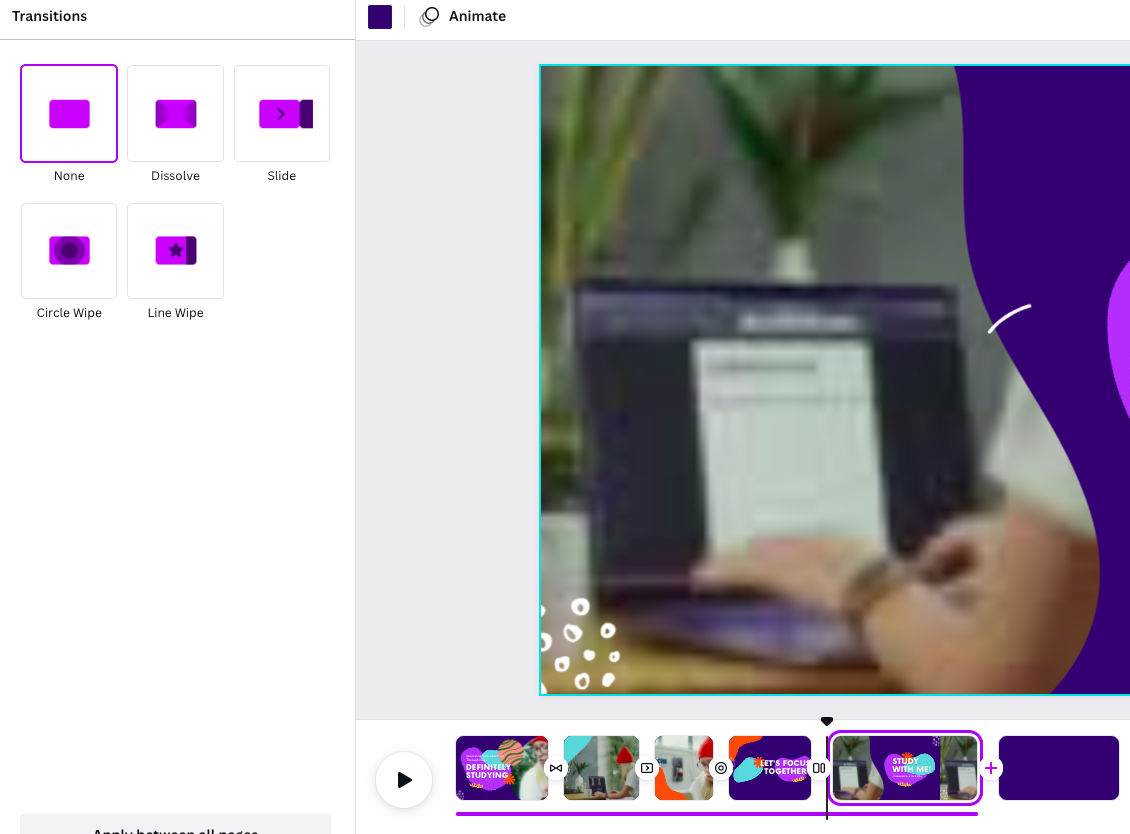 Transitions
Animate
None
Dissolve
Slide
Circle Wipe
Line Wipe
Apply between all pages
DEFINITELY
STUDYING
LET'S FOCUS
TOGETHER
STUDY
WITH ME!